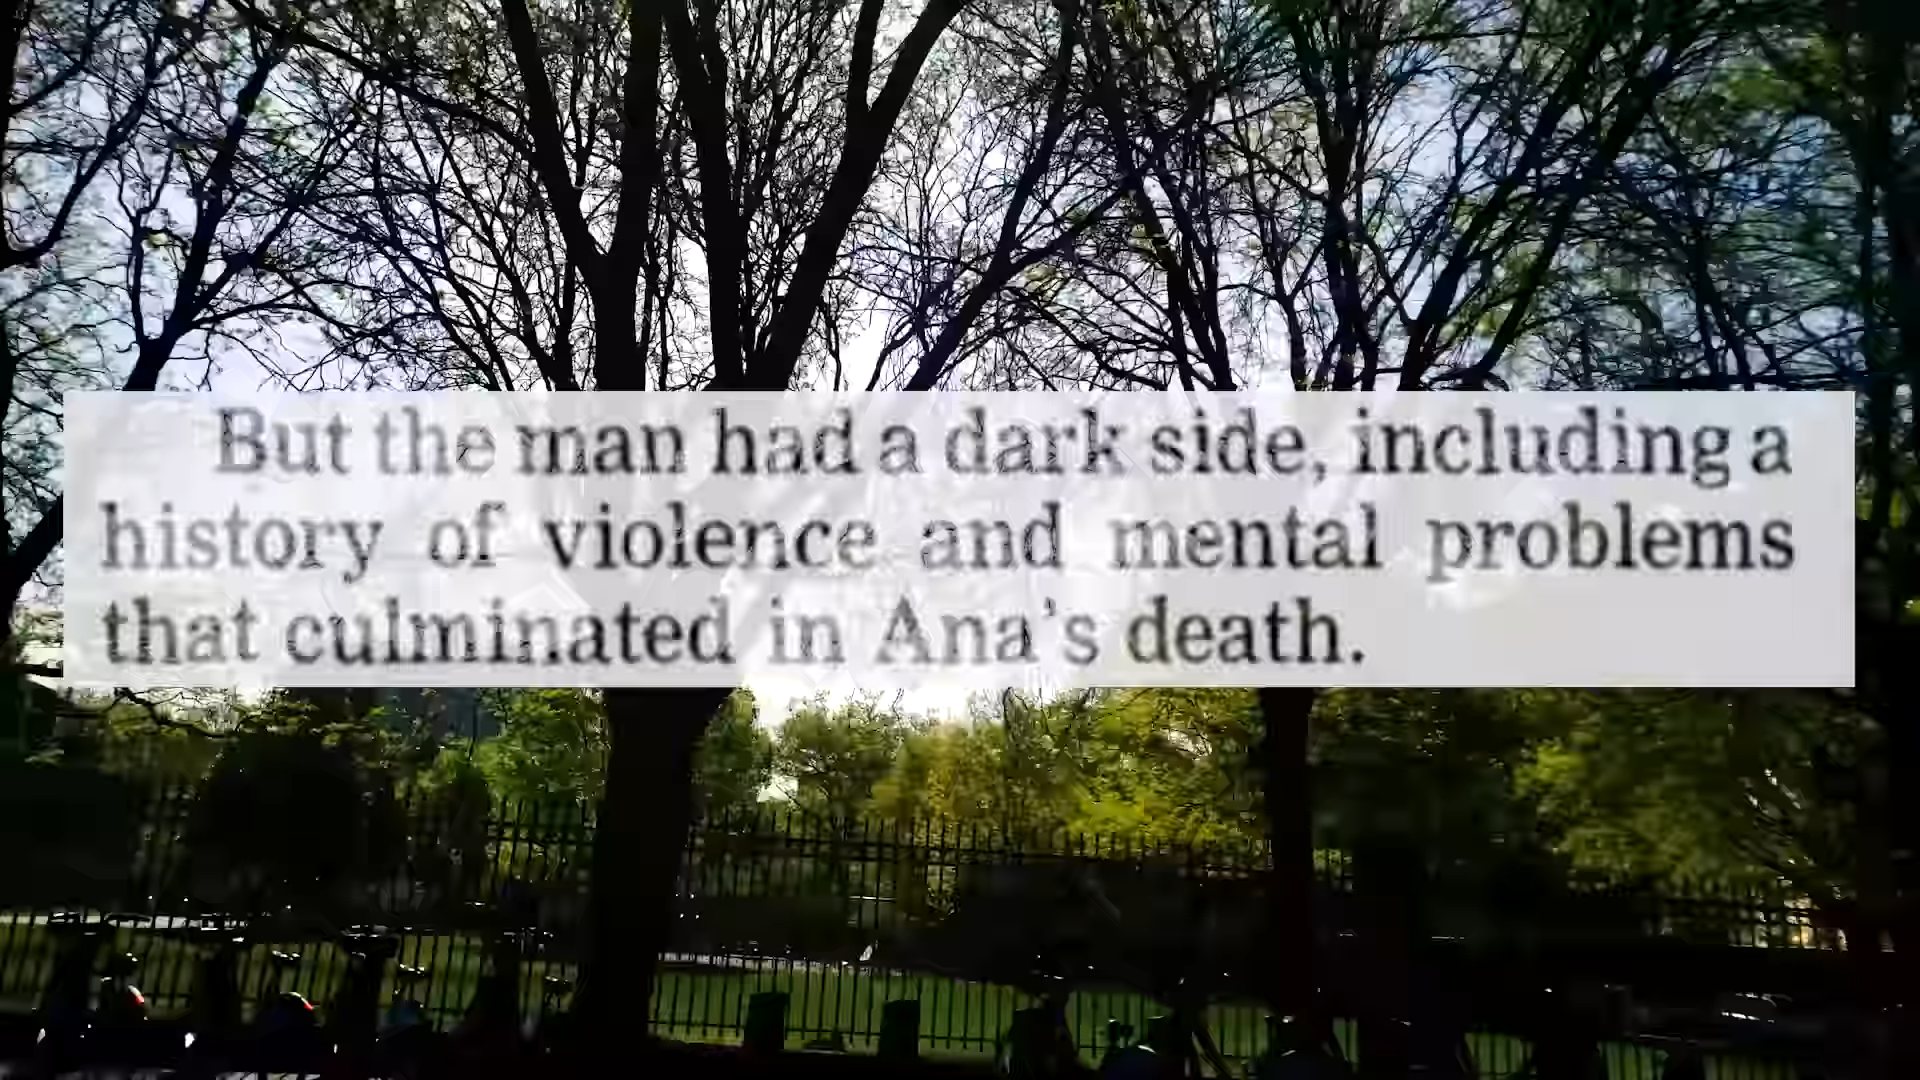 But the man had a dark side, including a
history of violence and mental problems
that culminated in Ana's death.